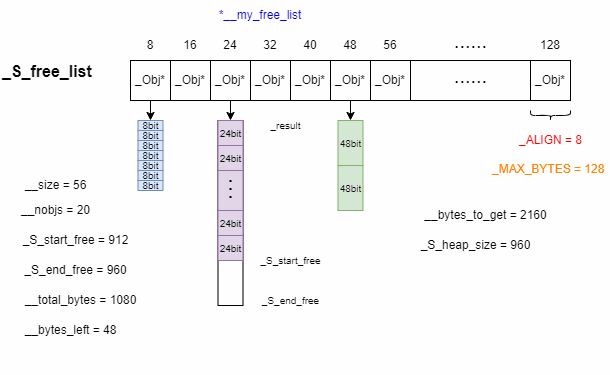 *__my_free_list
8 16 24 32 40 48 56 ...... 128
_S_free_list
_Obj* _Obj* _Obj* _Obj* _Obj* _Obj* _Obj* ...... _Obj*
8bit
8bit
8bit
8bit
8bit
8bit
8bit
24bit
24bit
24bit
24bit
48bit
48bit
_result
_ALIGN = 8
_MAX_BYTES = 128
__size = 56
__nobjs = 20
_S_start_free = 912
_S_end_free = 960
__total_bytes = 1080
__bytes_left = 48
__bytes_to_get = 2160
_S_heap_size = 960
_S_start_free
_S_end_free